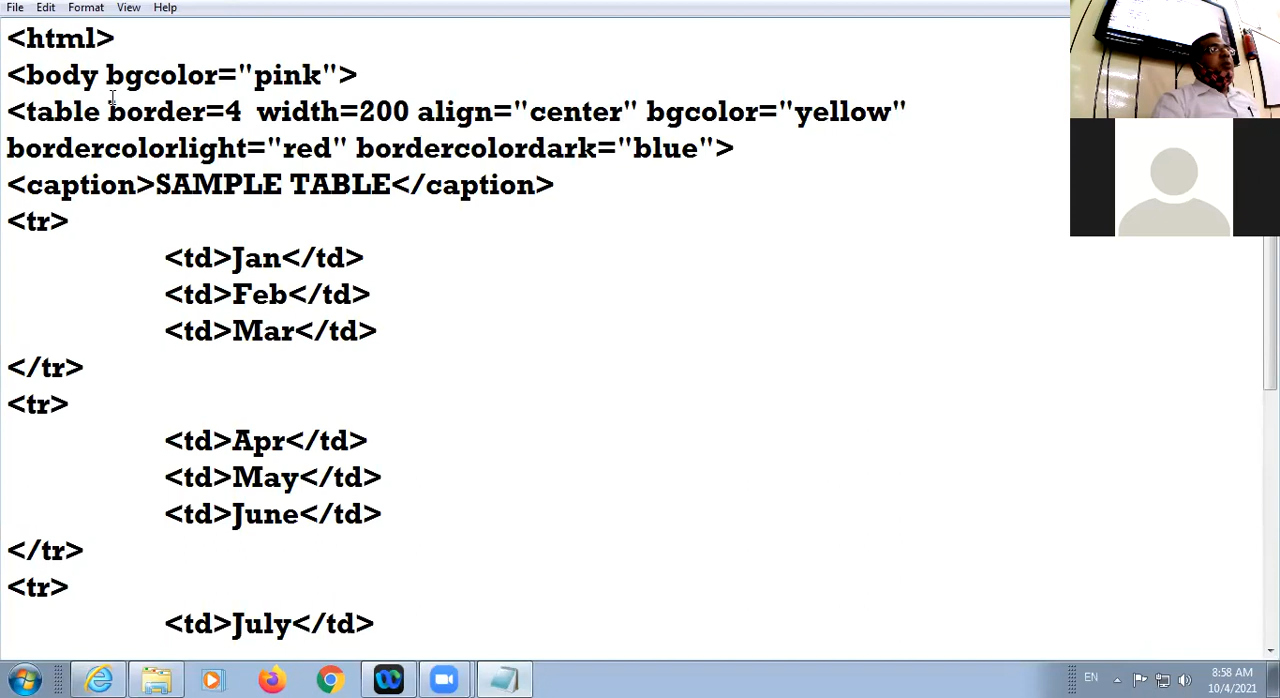 File Edit Format View Help
<html>
<body bgcolor="pink">
<table border=4  width=200 align="center" bgcolor="yellow"
bordercolorlight="red" bordercolordark="blue">
<caption>SAMPLE TABLE</caption>
<tr>
<td>Jan</td>
<td>Feb</td>
<td>Mar</td>
</tr>
<tr>
<td>Apr</td>
<td>May</td>
<td>June</td>
</tr>
<tr>
<td>July</td>
EN
8:58 AM
10/4/2021